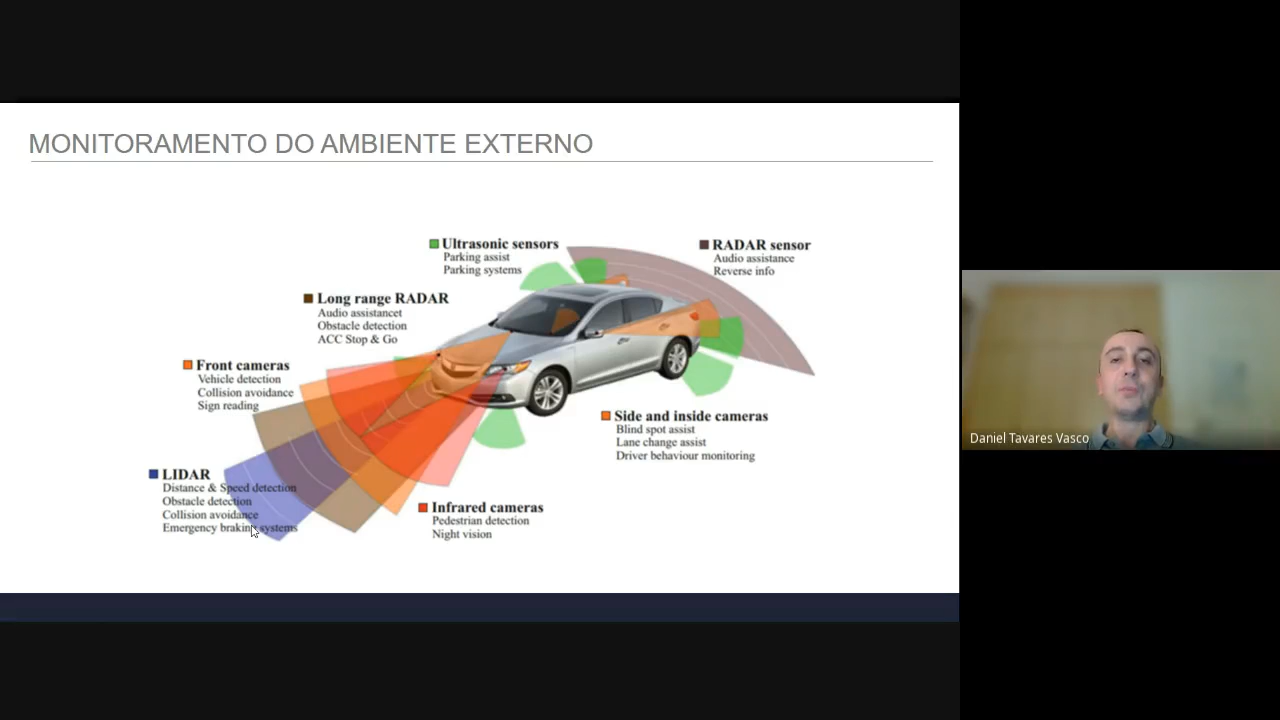 MONITORAMENTO DO AMBIENTE EXTERNO
Ultrasonic sensors
Parking assist
Parking systems
RADAR sensor
Audio assistance
Reverse info
Long range RADAR
Audio assistancet
Obstacle detection
ACC Stop & Go
Front cameras
Vehicle detection
Collision avoidance
Sign reading
Side and inside cameras
Blind spot assist
Lane change assist
Driver behaviour monitoring
LIDAR
Distance & Speed detection
Obstacle detection
Collision avoidance
Emergency braking systems
Infrared cameras
Pedestrian detection
Night vision
Daniel Tavares Vasco